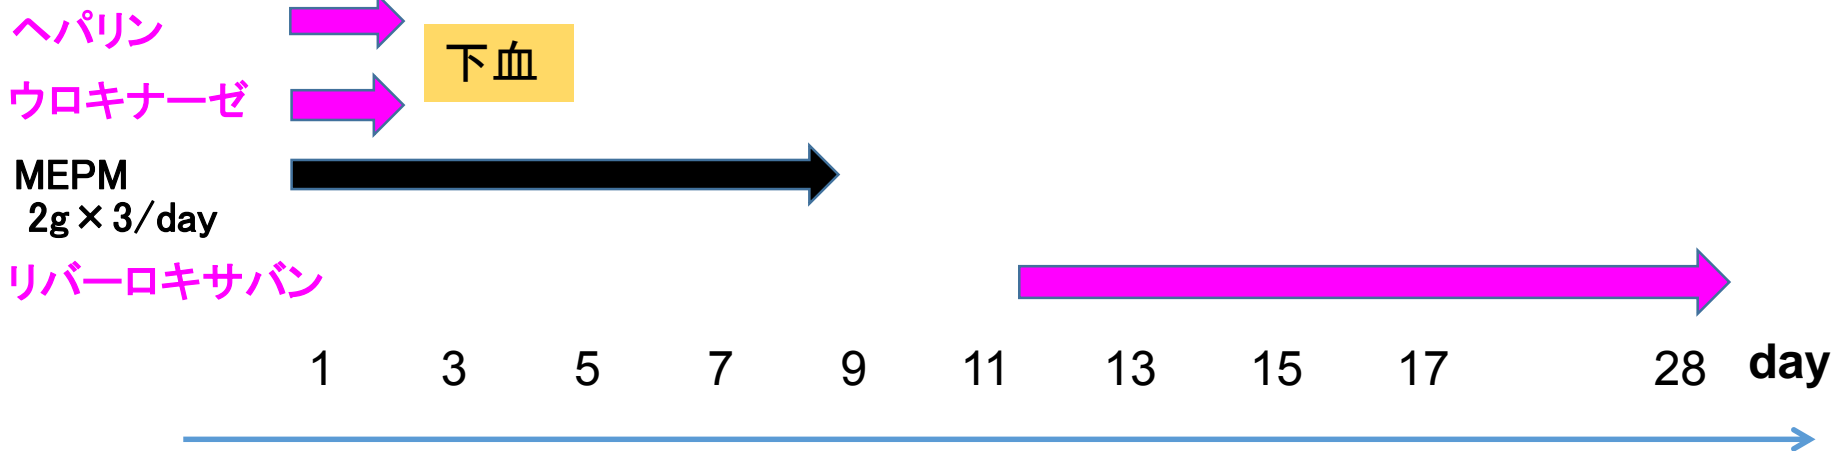 ヘパリン
下血
ウロキナーゼ
MEPM
2g×3/day
リバーロキサバン
1 3 5 7 9 11 13 15 17 28 day